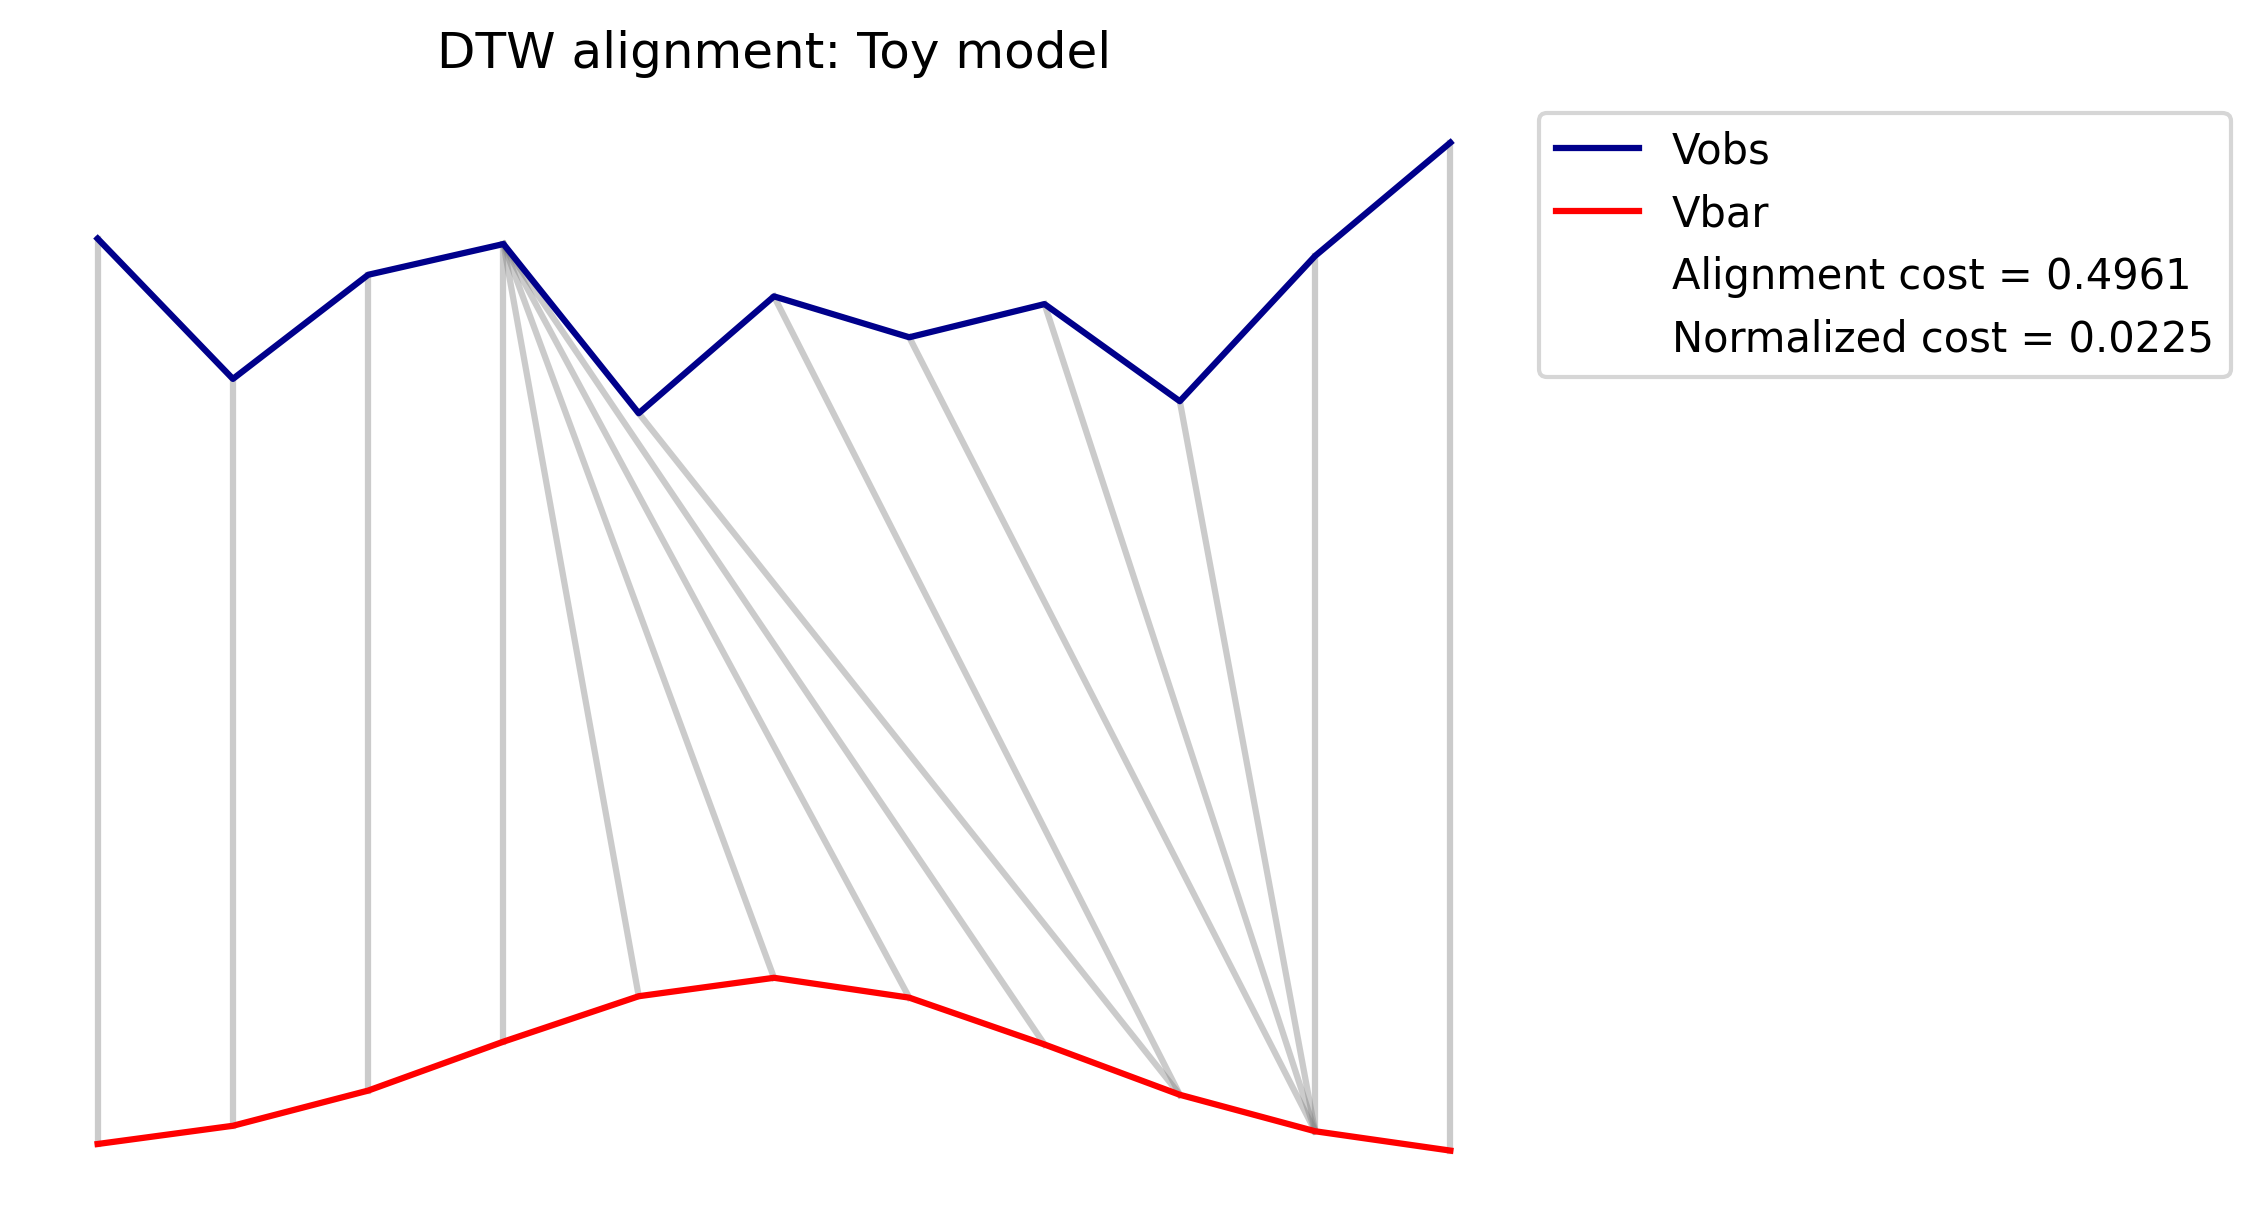 DTW alignment: Toy model
Vobs
Vbar
Alignment cost = 0.4961
Normalized cost = 0.0225